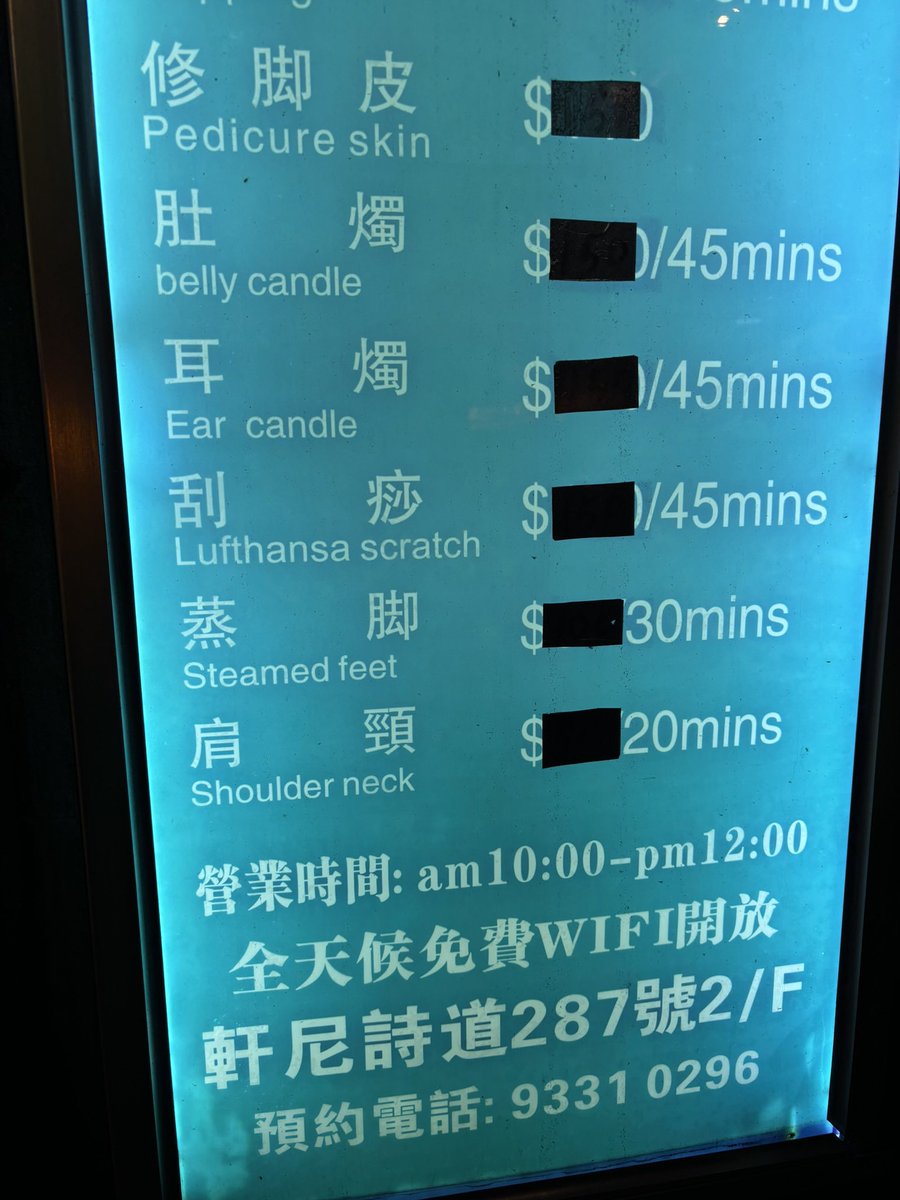 修脚皮 $
Pedicure skin
肚燭 $0/45mins
belly candle
耳燭 $0/45mins
Ear candle
刮痧 $0/45mins
Lufthansa scratch
蒸脚 $30mins
Steamed feet
肩頸 $20mins
Shoulder neck
營業時間: am10:00-pm12:00
全天候免費WIFI開放
軒尼詩道287號2/F
預約電話: 9331 0296